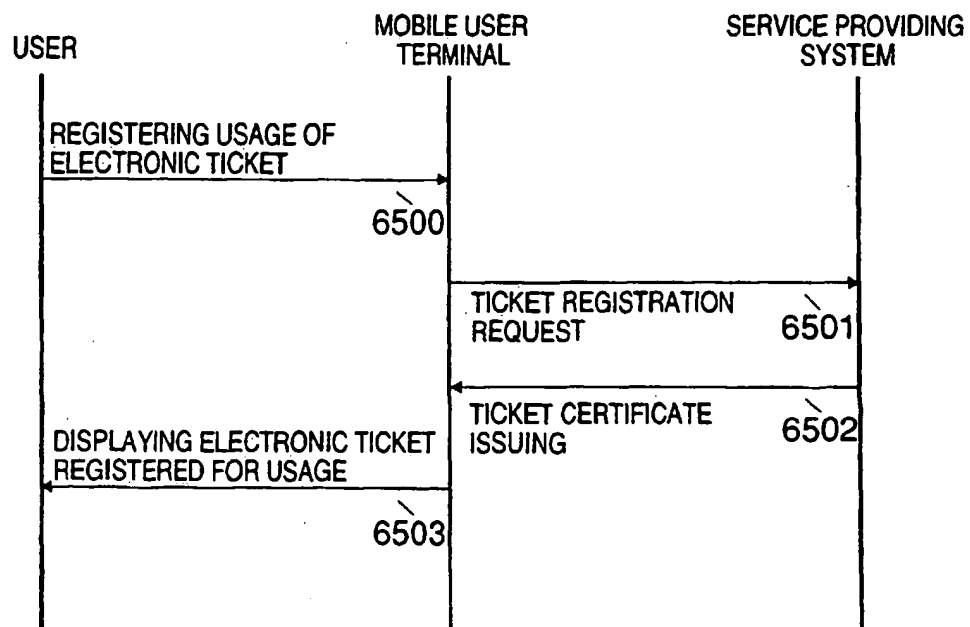 USER
MOBILE USER
TERMINAL
SERVICE PROVIDING
SYSTEM
REGISTERING USAGE OF
ELECTRONIC TICKET
6500
TICKET REGISTRATION
REQUEST
6501
TICKET CERTIFICATE
ISSUING
6502
DISPLAYING ELECTRONIC TICKET
REGISTERED FOR USAGE
6503